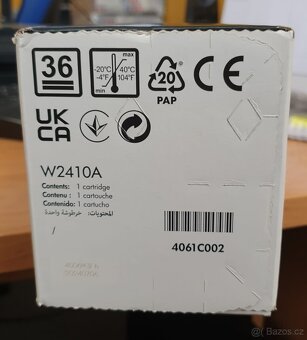 36
max
-20°C
-4°F
40°C
104°F
min
20
PAP
CE
UK
CA
W2410A
Contents: 1 cartridge
Contenu : 1 cartouche
Contenido: 1 cartucho
المحتويات: خرطوشة واحدة
/
4061C002
Sbazar.cz